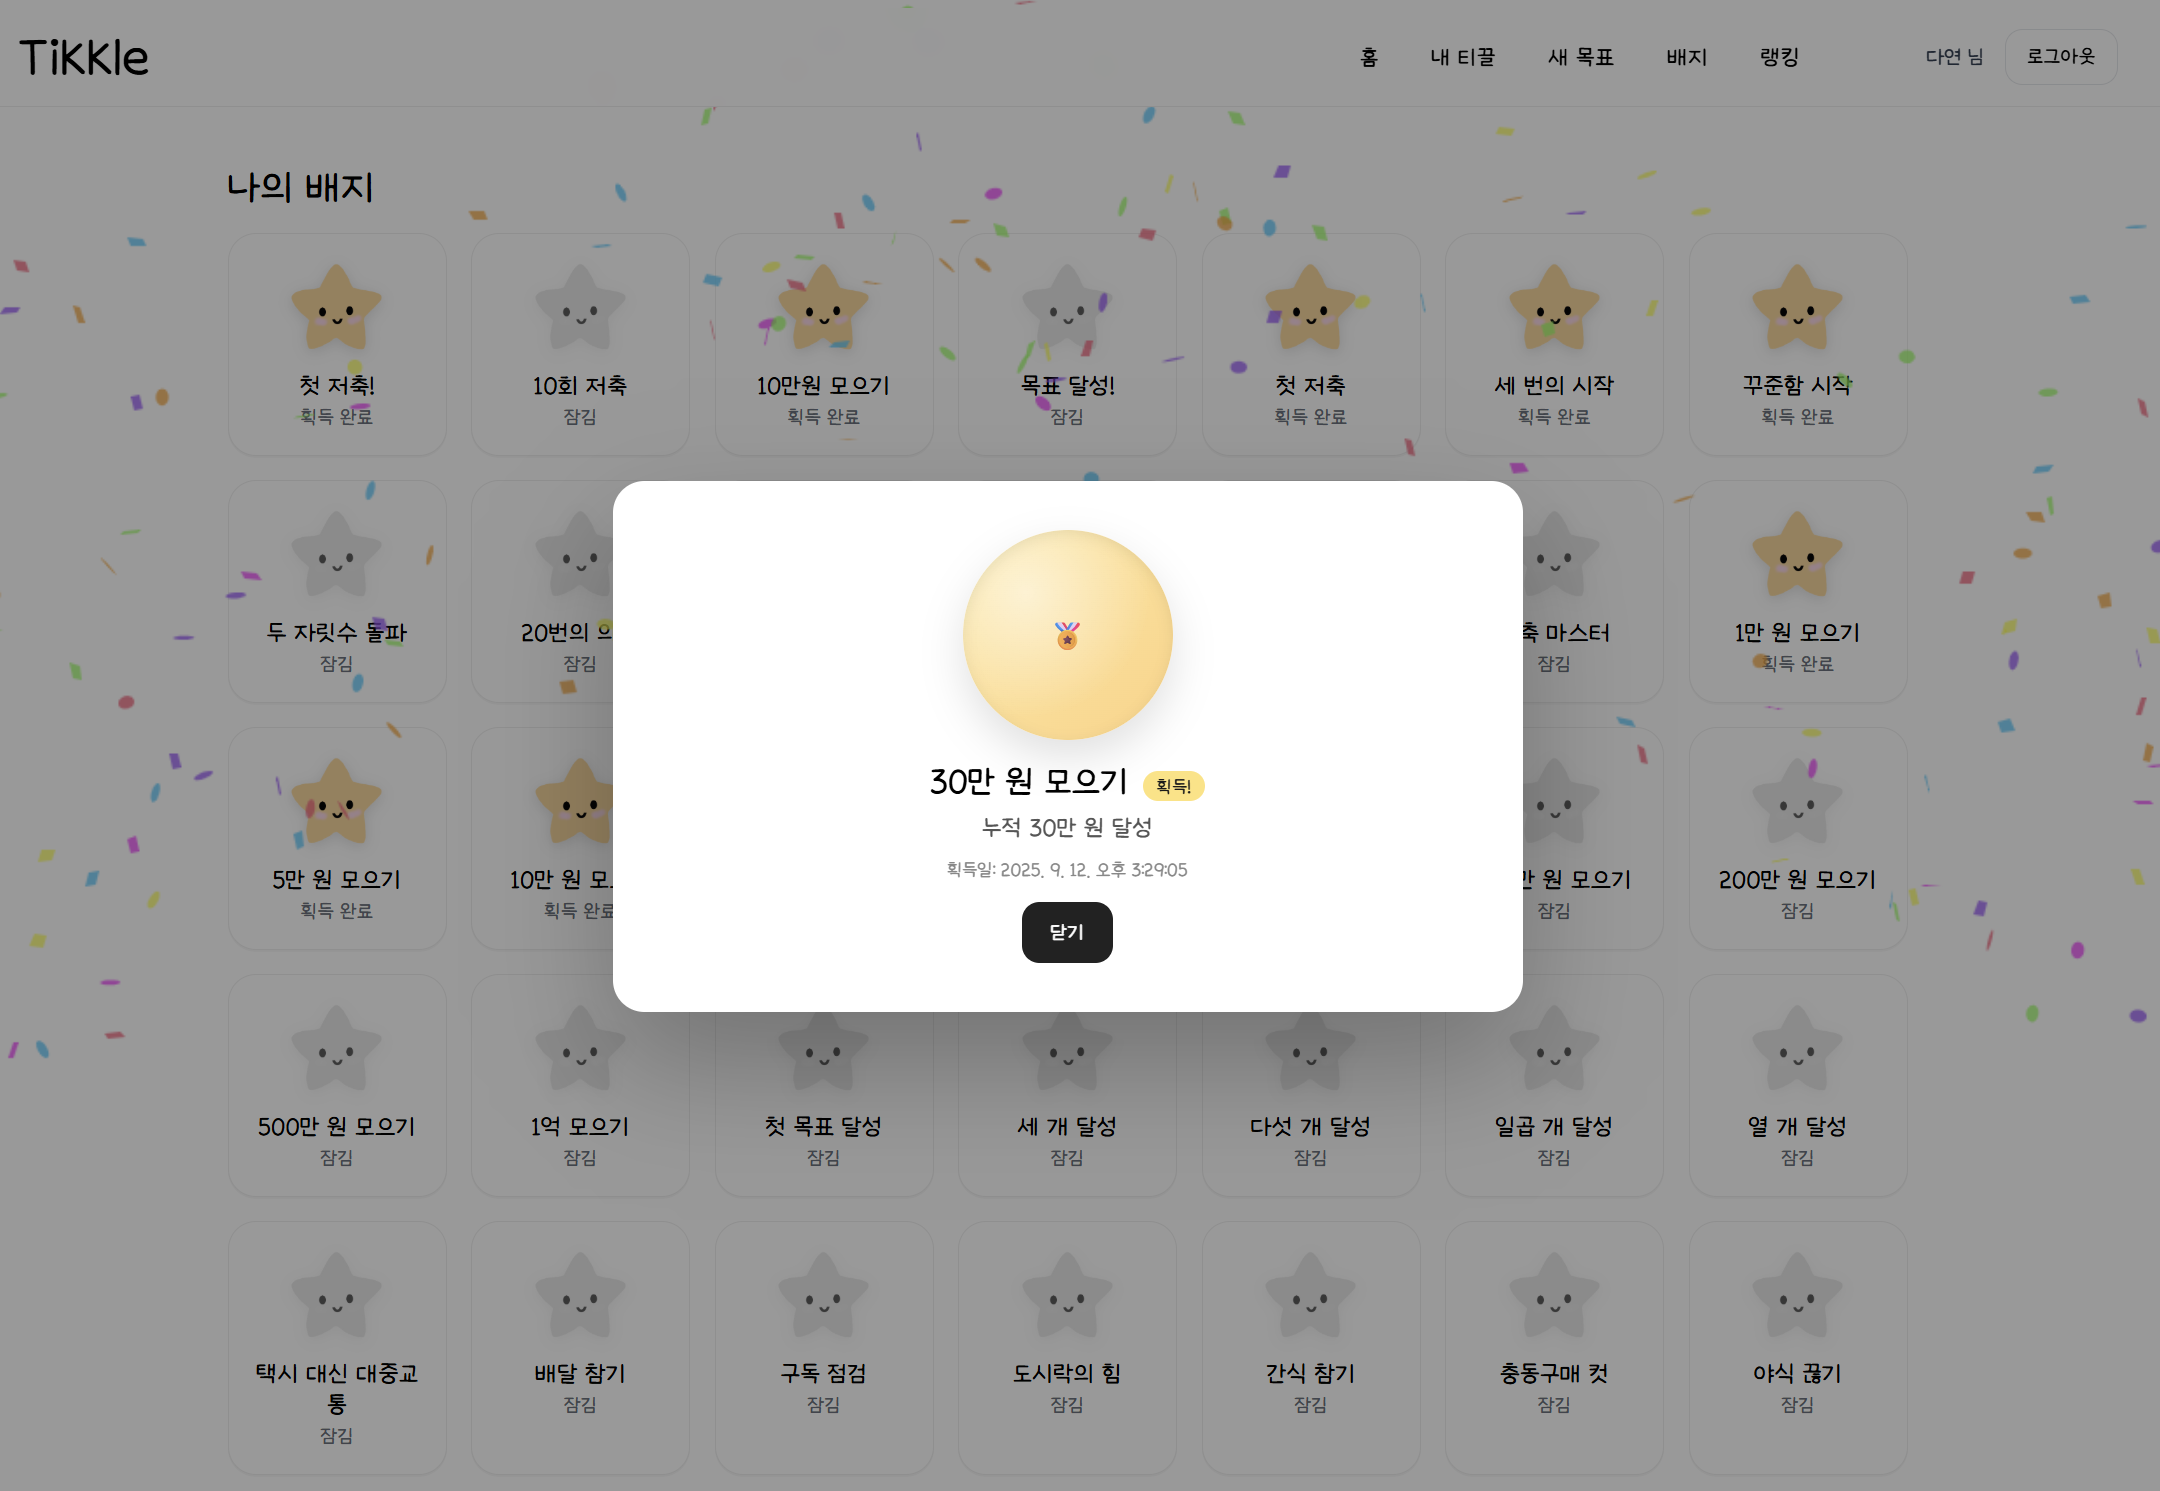 TiKKle
홈 내 티끌 새 목표 배지 랭킹 다연 님 로그아웃
나의 배지
첫 저축! 10회 저축 10만원 모으기 목표 달성! 첫 저축 세 번의 시작 꾸준함 시작
획득 완료 잠김 획득 완료 잠김 획득 완료 획득 완료 획득 완료
두 자릿수 돌파 20번의 축 마스터 1만 원 모으기
잠김 잠김 잠김 획득 완료
30만 원 모으기 획득!
누적 30만 원 달성
획득일: 2025. 9. 12. 오후 3:29:05
닫기
5만 원 모으기 10만 원 모 만 원 모으기 200만 원 모으기
획득 완료 획득 완료 잠김 잠김
500만 원 모으기 1억 모으기 첫 목표 달성 세 개 달성 다섯 개 달성 일곱 개 달성 열 개 달성
잠김 잠김 잠김 잠김 잠김 잠김 잠김
택시 대신 대중교
통
잠김
배달 참기 구독 점검 도시락의 힘 간식 참기 충동구매 컷 야식 끊기
잠김 잠김 잠김 잠김 잠김 잠김